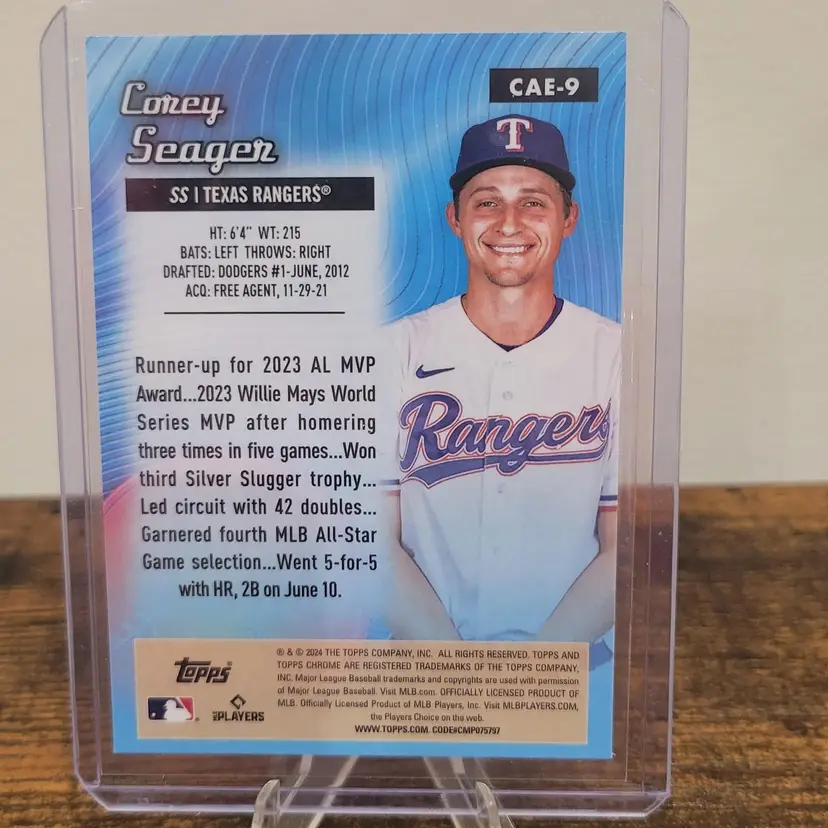 CAE-9
Corey
Seager
SS | TEXAS RANGERS®
HT: 6'4" WT: 215
BATS: LEFT THROWS: RIGHT
DRAFTED: DODGERS #1-JUNE, 2012
ACQ: FREE AGENT, 11-29-21
Runner-up for 2023 AL MVP
Award...2023 Willie Mays World
Series MVP after homering
three times in five games...Won
third Silver Slugger trophy...
Led circuit with 42 doubles...
Garnered fourth MLB All-Star
Game selection...Went 5-for-5
with HR, 2B on June 10.
T
Rangers
topps®
MLB PLAYERS
® & © 2024 THE TOPPS COMPANY, INC. ALL RIGHTS RESERVED. TOPPS AND
TOPPS CHROME ARE REGISTERED TRADEMARKS OF THE TOPPS COMPANY,
INC. Major League Baseball trademarks and copyrights are used with permission
of Major League Baseball. Visit MLB.com. OFFICIALLY LICENSED PRODUCT OF
MLB. Officially Licensed Product of MLB Players, Inc. Visit MLBPLAYERS.COM,
the Players Choice on the web.
WWW.TOPPS.COM. CODE#CMP075797